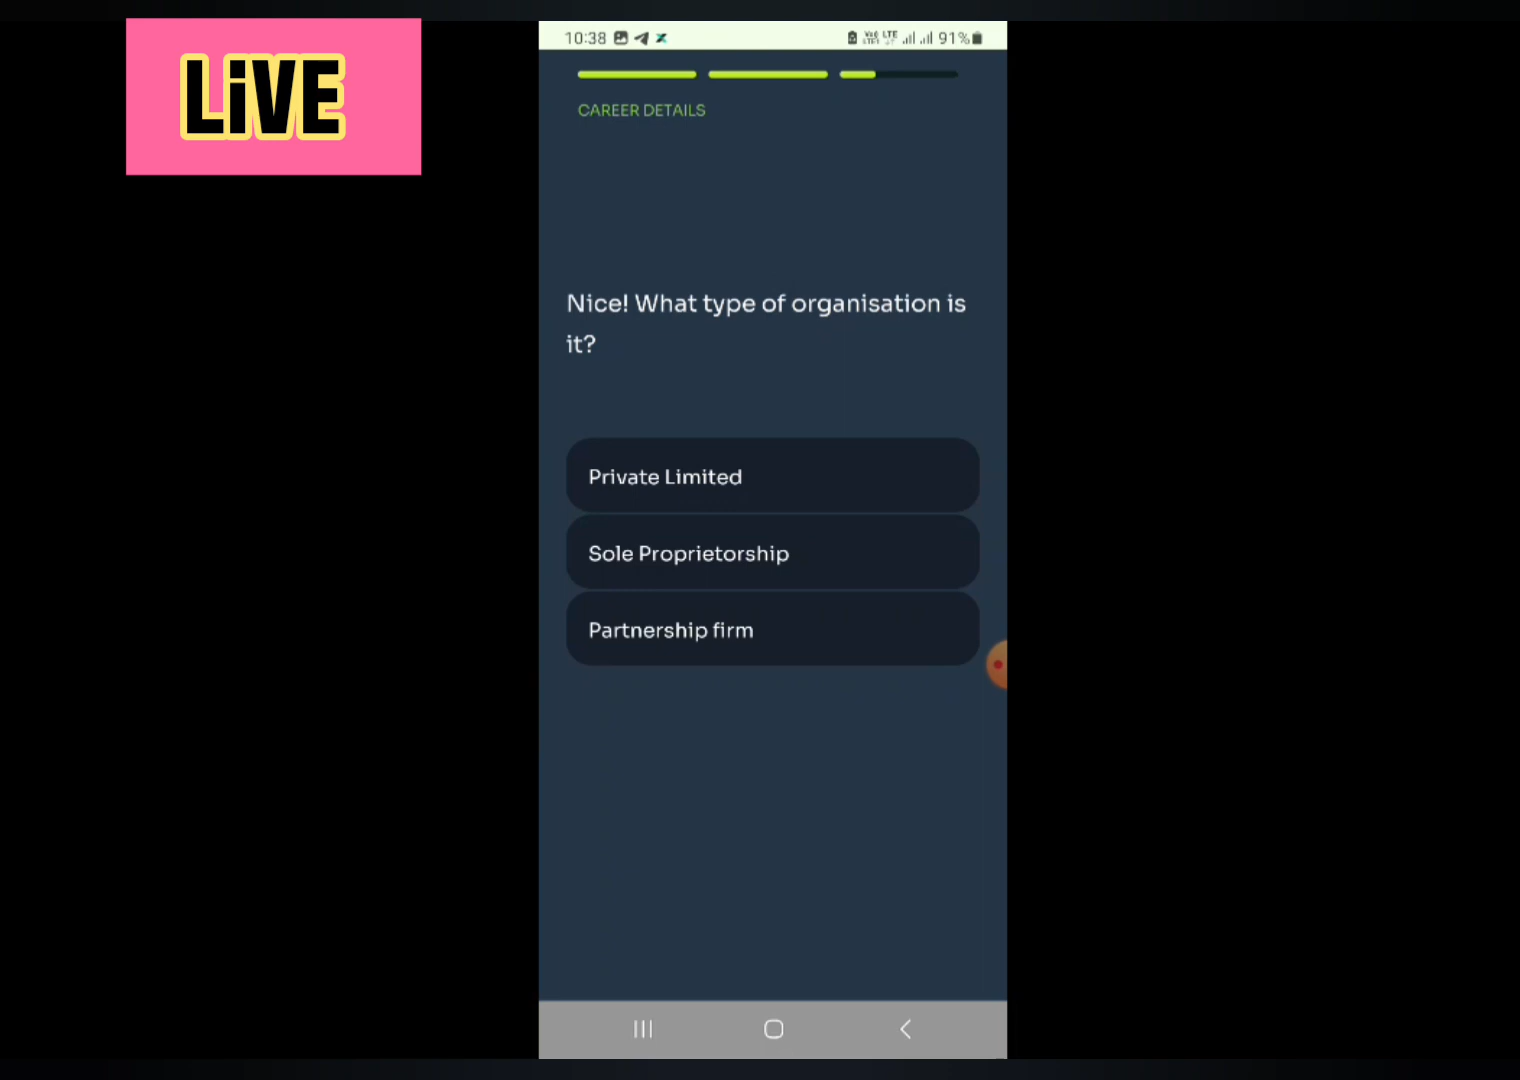 LiVE
10:38 91%
CAREER DETAILS
Nice! What type of organisation is
it?
Private Limited
Sole Proprietorship
Partnership firm